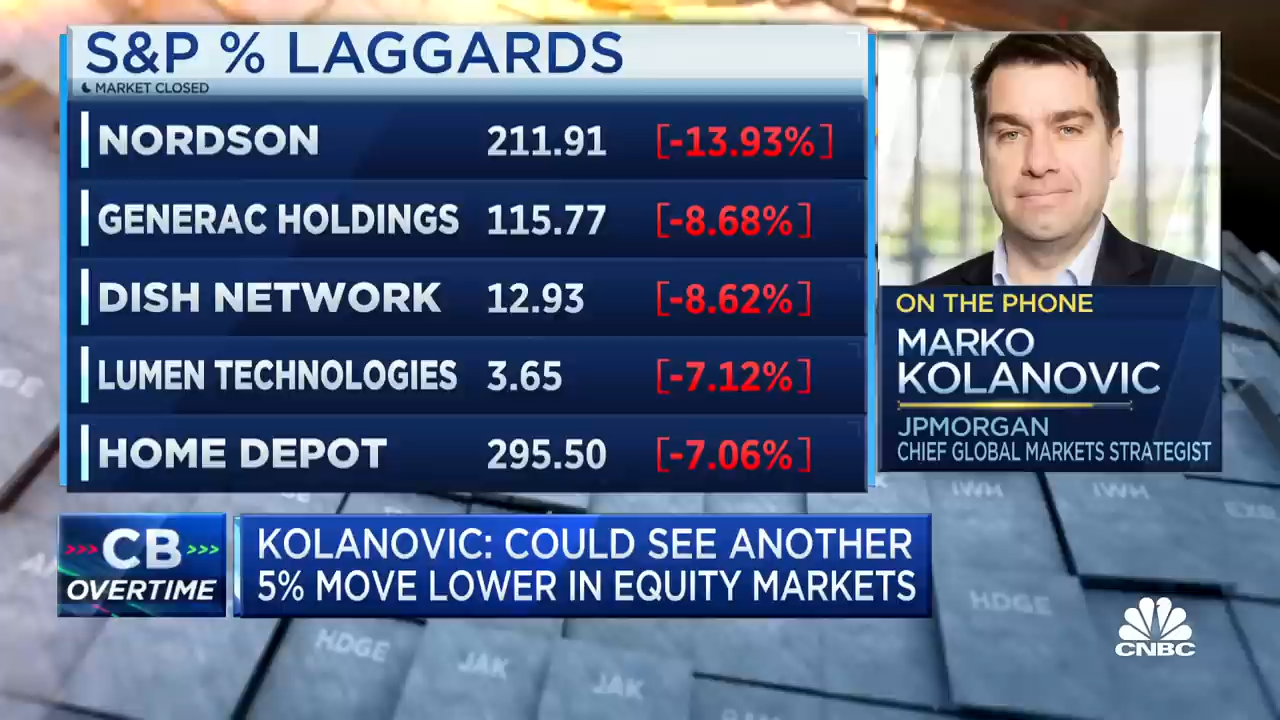 S&P % LAGGARDS
MARKET CLOSED
NORDSON 211.91 [-13.93%]
GENERAC HOLDINGS 115.77 [-8.68%]
DISH NETWORK 12.93 [-8.62%]
LUMEN TECHNOLOGIES 3.65 [-7.12%]
HOME DEPOT 295.50 [-7.06%]
ON THE PHONE
MARKO
KOLANOVIC
JPMORGAN
CHIEF GLOBAL MARKETS STRATEGIST
>>> CB >>>
OVERTIME
KOLANOVIC: COULD SEE ANOTHER
5% MOVE LOWER IN EQUITY MARKETS
IWH
IWH
HDGE
HDGE
JAK
JAK
CNBC